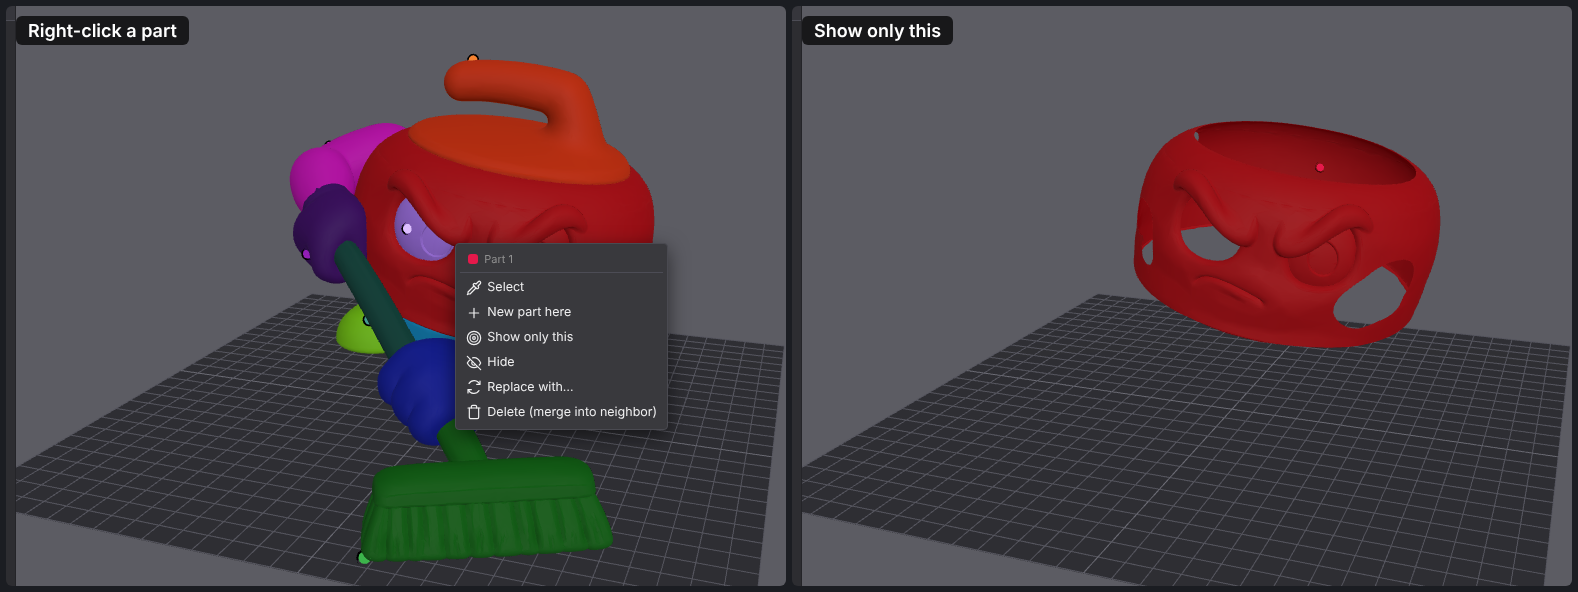 Right-click a part
Show only this
Part 1
Select
New part here
Show only this
Hide
Replace with...
Delete (merge into neighbor)